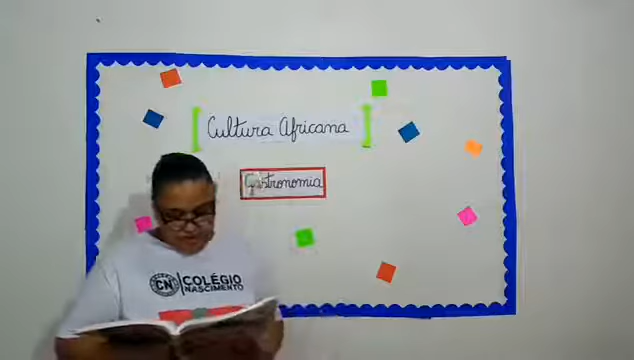 Cultura Africana
Gastronomia
CN
COLÉGIO
NASCIMENTO